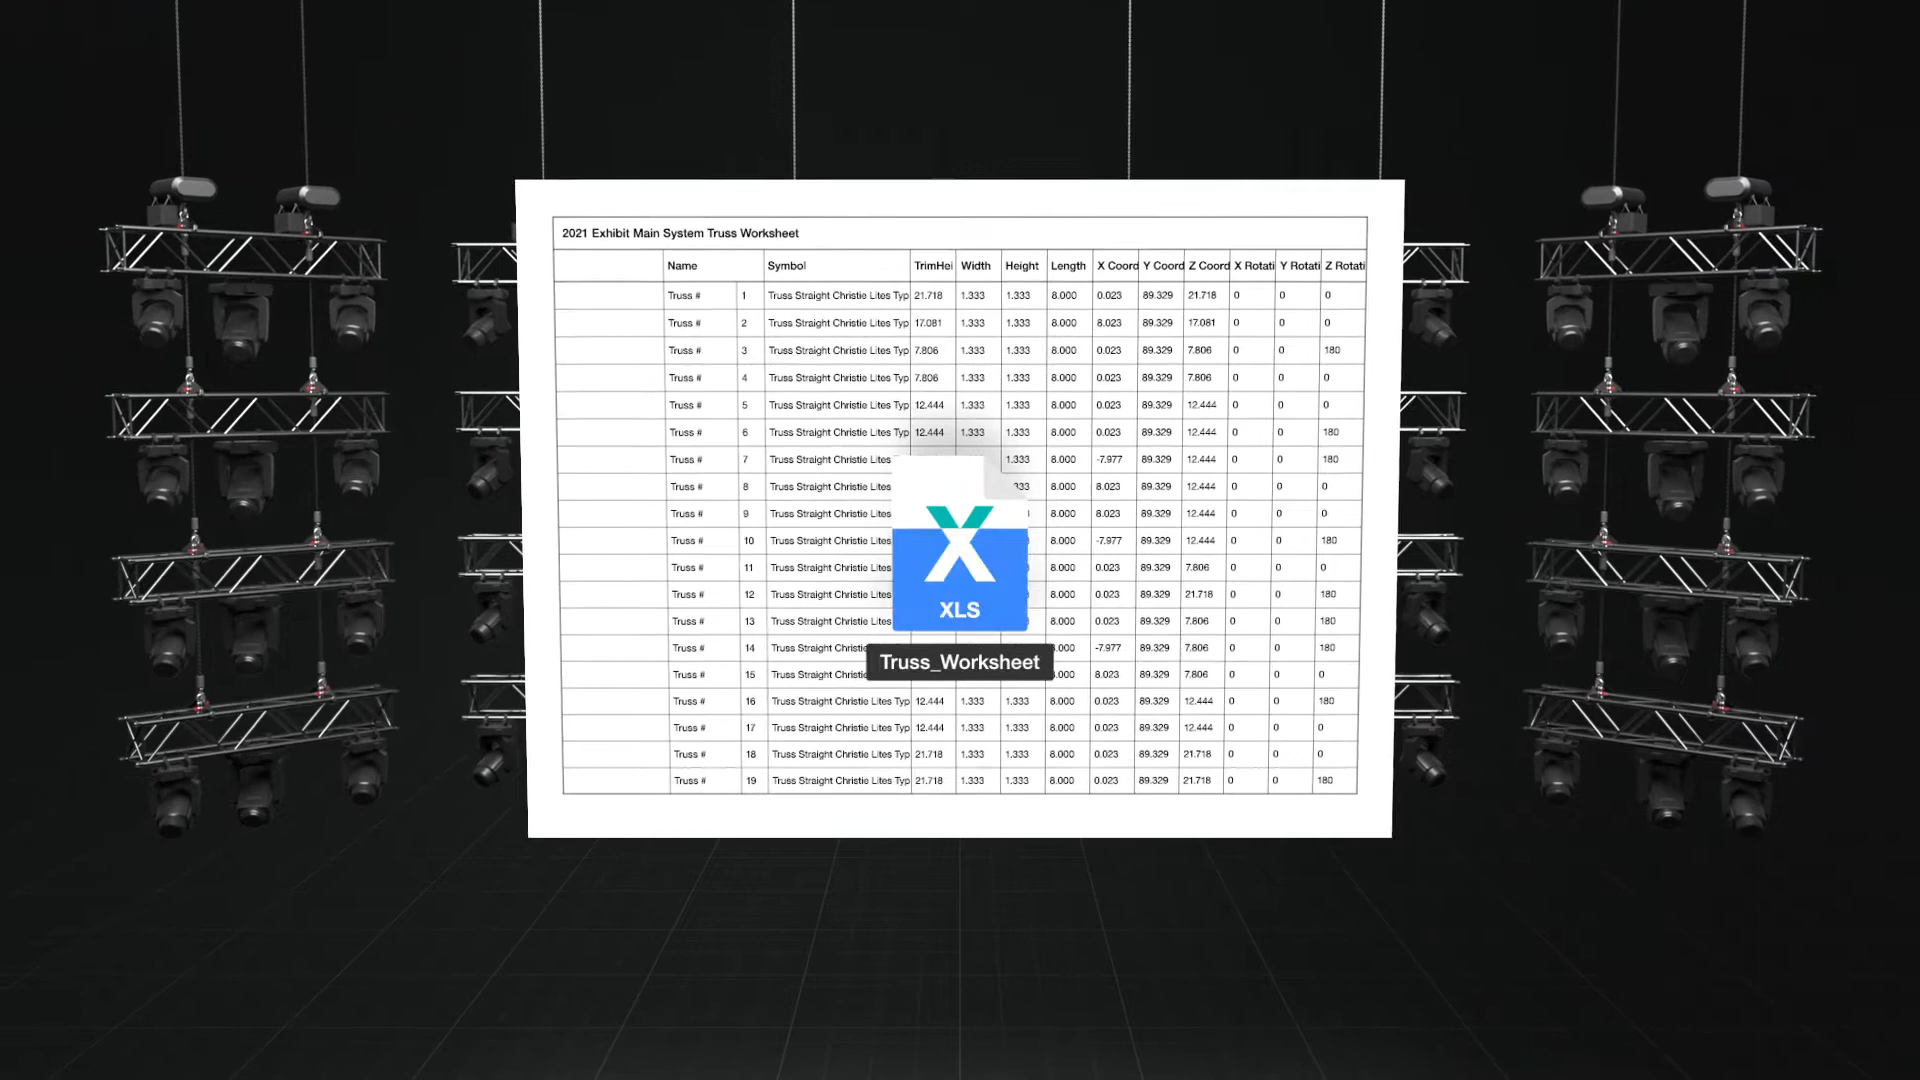 2021 Exhibit Main System Truss Worksheet
Name Symbol TrimHei Width Height Length X Coord Y Coord Z Coord X Rotati Y Rotati Z Rotati
Truss # 1 Truss Straight Christie Lites Typ 21.718 1.333 1.333 8.000 0.023 89.329 21.718 0 0 0
Truss # 2 Truss Straight Christie Lites Typ 17.081 1.333 1.333 8.000 8.023 89.329 17.081 0 0 0
Truss # 3 Truss Straight Christie Lites Typ 7.806 1.333 1.333 8.000 0.023 89.329 7.806 0 0 180
Truss # 4 Truss Straight Christie Lites Typ 7.806 1.333 1.333 8.000 0.023 89.329 7.806 0 0 0
Truss # 5 Truss Straight Christie Lites Typ 12.444 1.333 1.333 8.000 0.023 89.329 12.444 0 0 0
Truss # 6 Truss Straight Christie Lites Typ 12.444 1.333 1.333 8.000 0.023 89.329 12.444 0 0 180
Truss # 7 Truss Straight Christie Lites 1.333 8.000 -7.977 89.329 12.444 0 0 180
Truss # 8 Truss Straight Christie Lites 8.000 8.023 89.329 12.444 0 0 0
Truss # 9 Truss Straight Christie Lites 8.000 8.023 89.329 12.444 0 0 0
Truss # 10 Truss Straight Christie Lites 8.000 -7.977 89.329 12.444 0 0 180
Truss # 11 Truss Straight Christie Lites 8.000 0.023 89.329 7.806 0 0 0
Truss # 12 Truss Straight Christie Lites 8.000 0.023 89.329 21.718 0 0 180
Truss # 13 Truss Straight Christie Lites 8.000 0.023 89.329 7.806 0 0 180
Truss # 14 Truss Straight Christie -7.977 89.329 7.806 0 0 180
Truss # 15 Truss Straight Christie 8.023 89.329 7.806 0 0 0
Truss # 16 Truss Straight Christie Lites Typ 12.444 1.333 1.333 8.000 0.023 89.329 12.444 0 0 180
Truss # 17 Truss Straight Christie Lites Typ 12.444 1.333 1.333 8.000 0.023 89.329 12.444 0 0 0
Truss # 18 Truss Straight Christie Lites Typ 21.718 1.333 1.333 8.000 0.023 89.329 21.718 0 0 0
Truss # 19 Truss Straight Christie Lites Typ 21.718 1.333 1.333 8.000 0.023 89.329 21.718 0 0 180
X
XLS
Truss_Worksheet